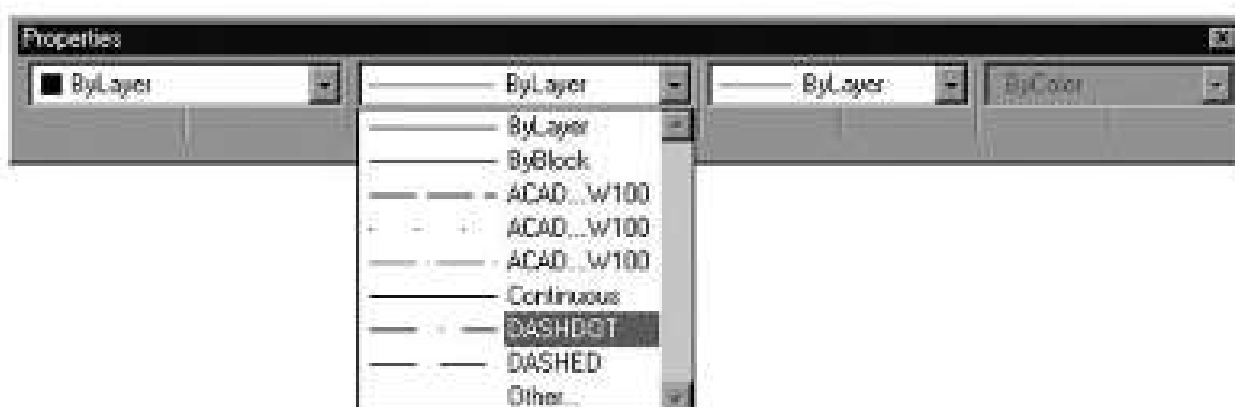 Properties
ByLayer ByLayer ByLayer ByColor
ByLayer
ByBlock
ACAD...W100
ACAD...W100
ACAD...W100
Continuous
DASHDOT
DASHED
Other...